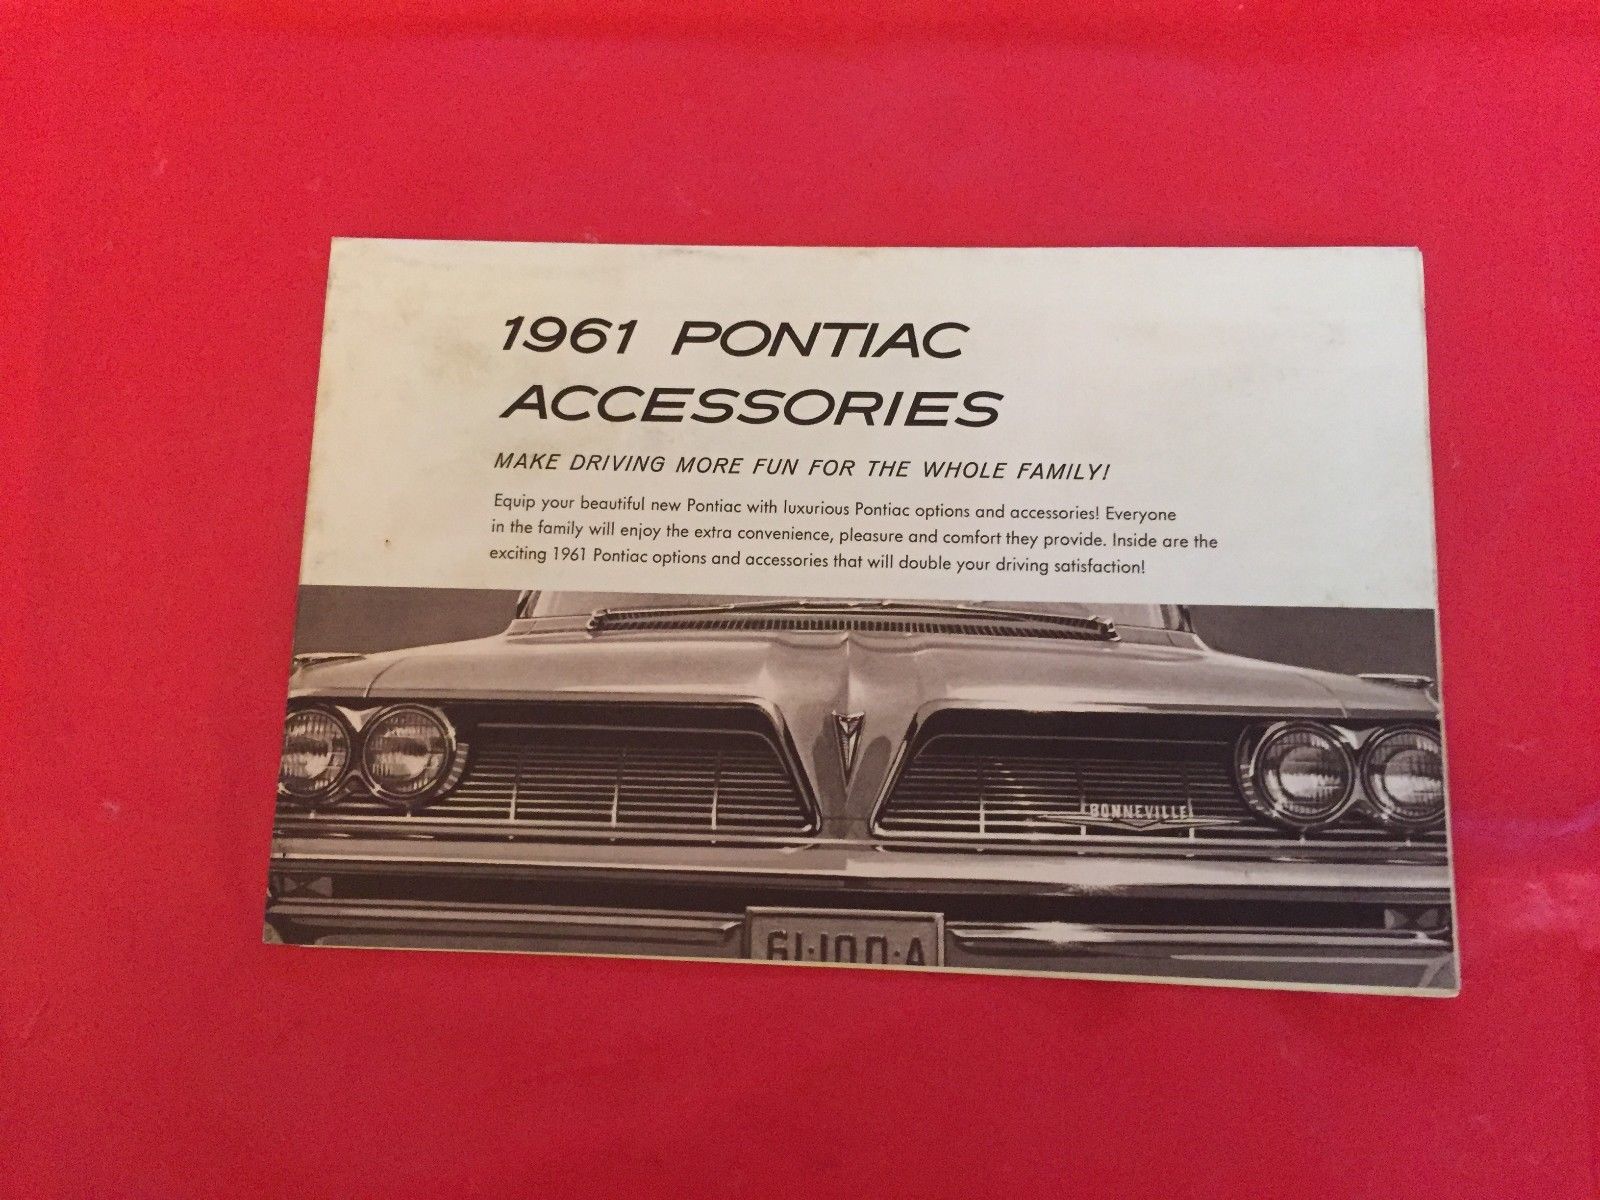 1961 PONTIAC
ACCESSORIES
MAKE DRIVING MORE FUN FOR THE WHOLE FAMILY!
Equip your beautiful new Pontiac with luxurious Pontiac options and accessories! Everyone
in the family will enjoy the extra convenience, pleasure and comfort they provide. Inside are the
exciting 1961 Pontiac options and accessories that will double your driving satisfaction!
BONNEVILLE
61·100·A